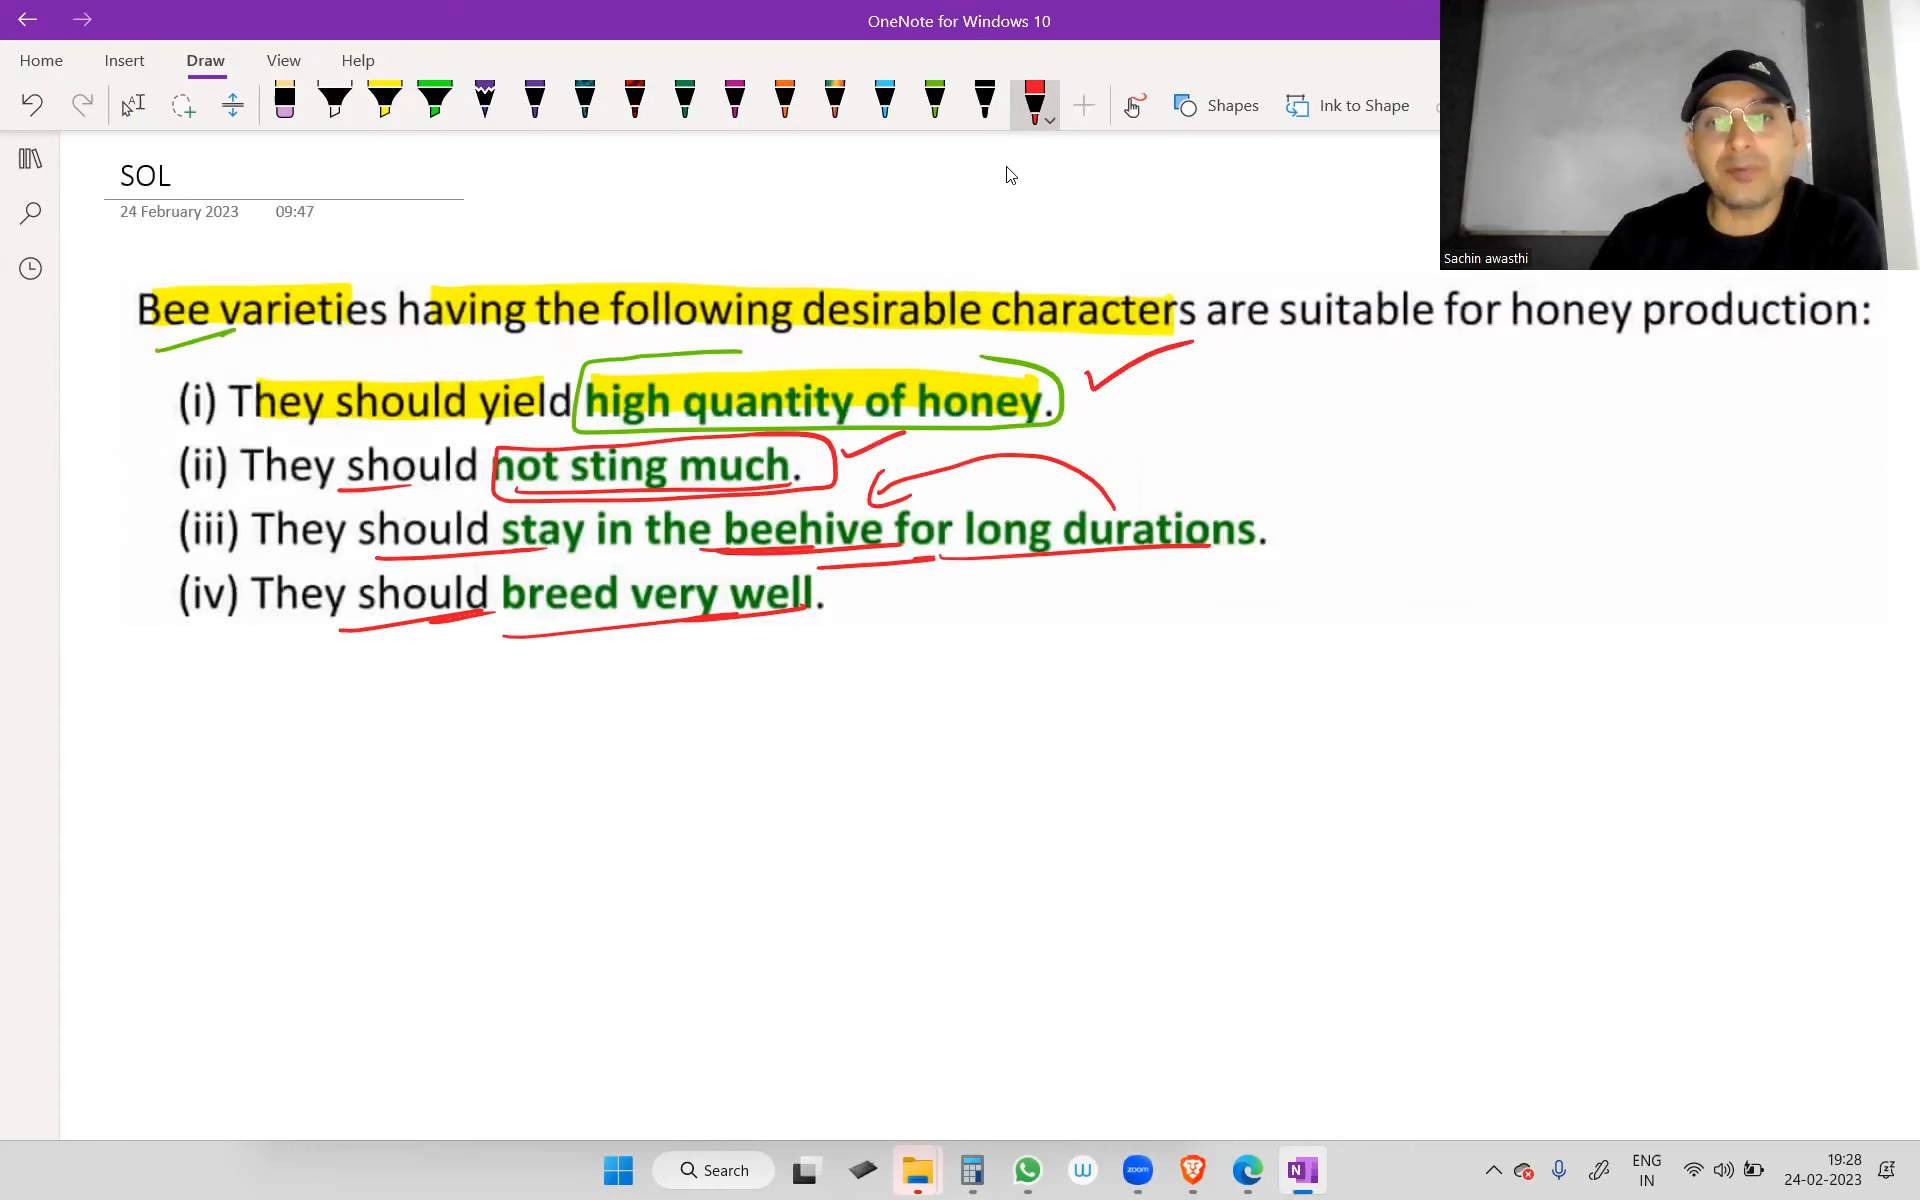 OneNote for Windows 10
Home Insert Draw View Help
Shapes Ink to Shape
Sachin awasthi
SOL
24 February 2023 09:47
Bee varieties having the following desirable characters are suitable for honey production:
(i) They should yield high quantity of honey.
(ii) They should not sting much.
(iii) They should stay in the beehive for long durations.
(iv) They should breed very well.
Search
zoom
ENG
IN
19:28
24-02-2023